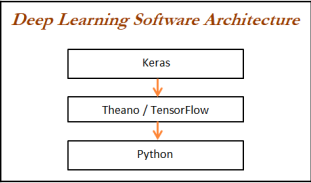 Deep Learning Software Architecture
Keras
Theano / TensorFlow
Python